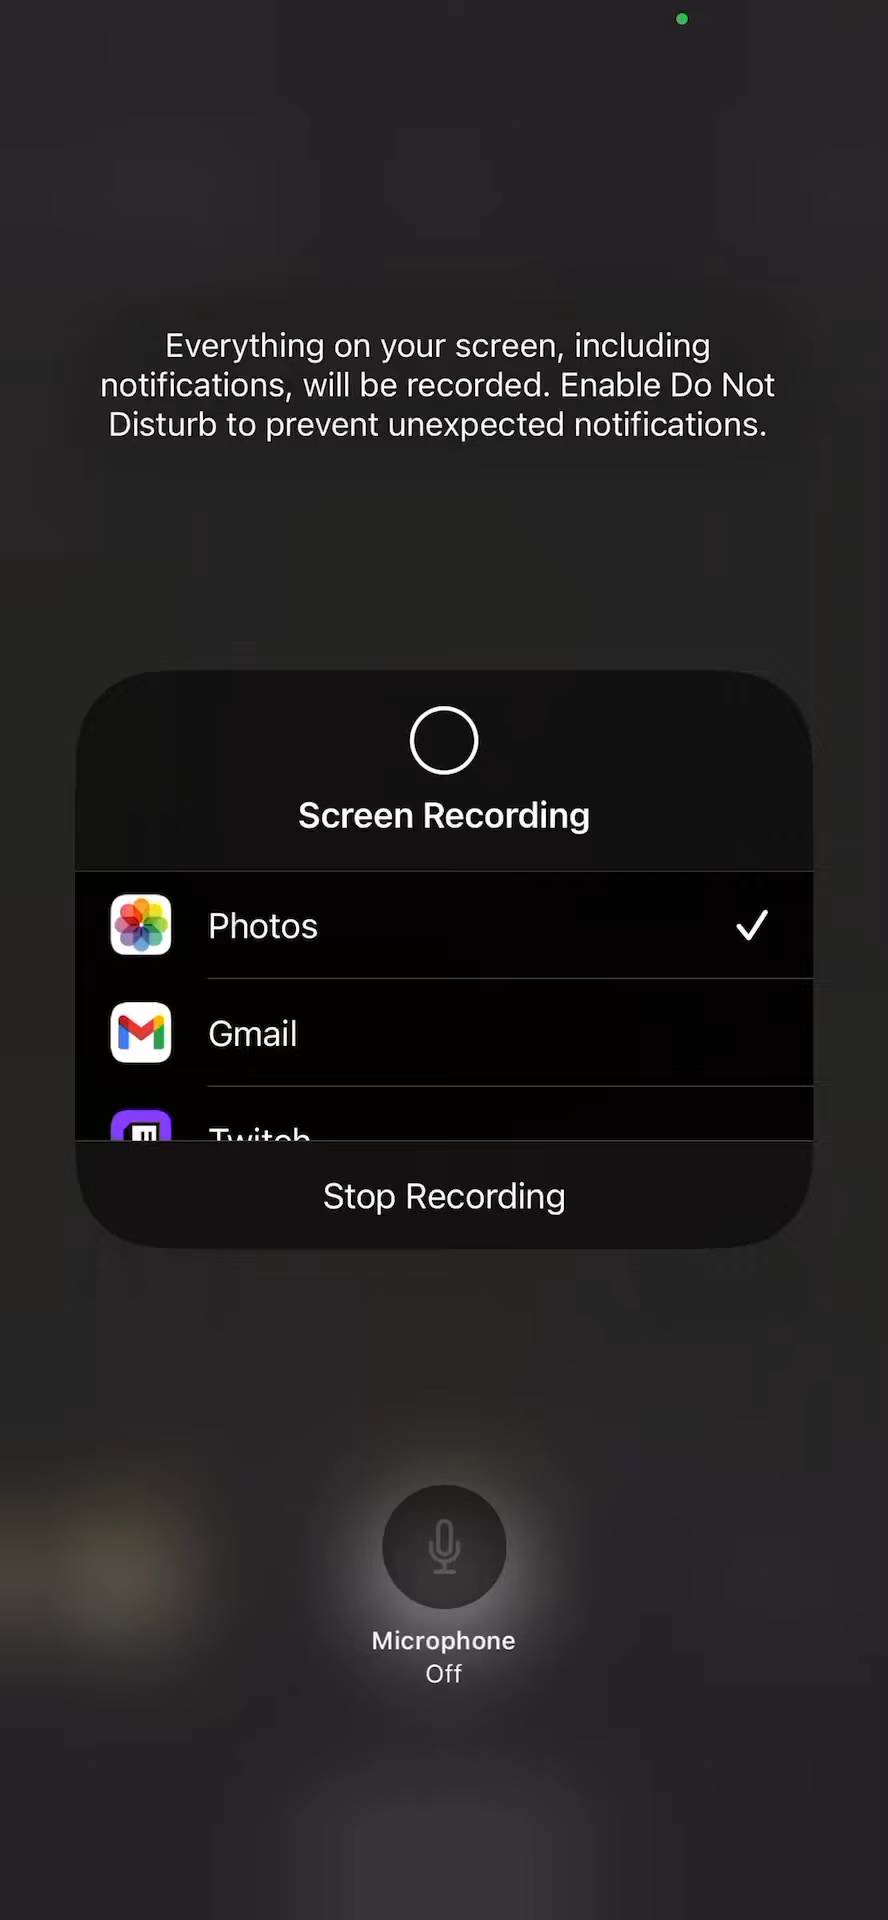 Everything on your screen, including
notifications, will be recorded. Enable Do Not
Disturb to prevent unexpected notifications.
Screen Recording
Photos
Gmail
Twitch
Stop Recording
Microphone
Off